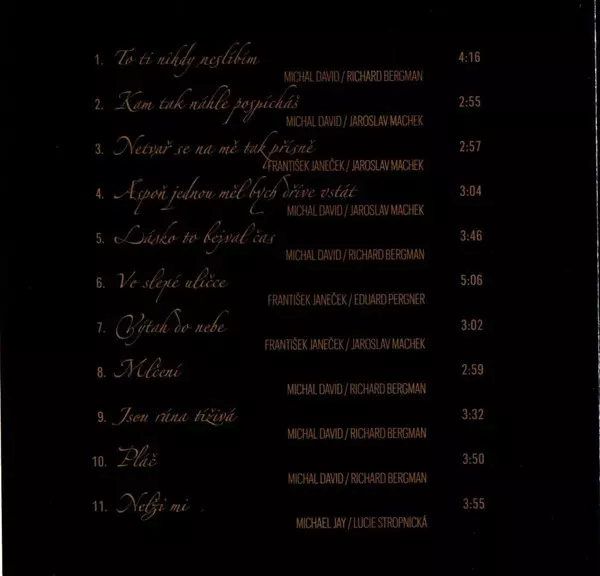 1. To ti nikdy neslíbím 4:16
MICHAL DAVID / RICHARD BERGMAN
2. Kam tak náhle pospícháš 2:55
MICHAL DAVID / JAROSLAV MACHEK
3. Netvař se na mě tak přísně 2:57
FRANTIŠEK JANEČEK / JAROSLAV MACHEK
4. Aspoň jednou měl bych dříve vstát 3:04
MICHAL DAVID / JAROSLAV MACHEK
5. Lásko to bejval čas 3:46
MICHAL DAVID / RICHARD BERGMAN
6. Ve slepé uličce 5:06
FRANTIŠEK JANEČEK / EDUARD PERGNER
7. Výtah do nebe 3:02
FRANTIŠEK JANEČEK / JAROSLAV MACHEK
8. Mlčení 2:59
MICHAL DAVID / RICHARD BERGMAN
9. Jsou rána tíživá 3:32
MICHAL DAVID / RICHARD BERGMAN
10. Pláč 3:50
MICHAL DAVID / RICHARD BERGMAN
11. Nelži mi 3:55
MICHAEL JAY / LUCIE STROPNICKÁ